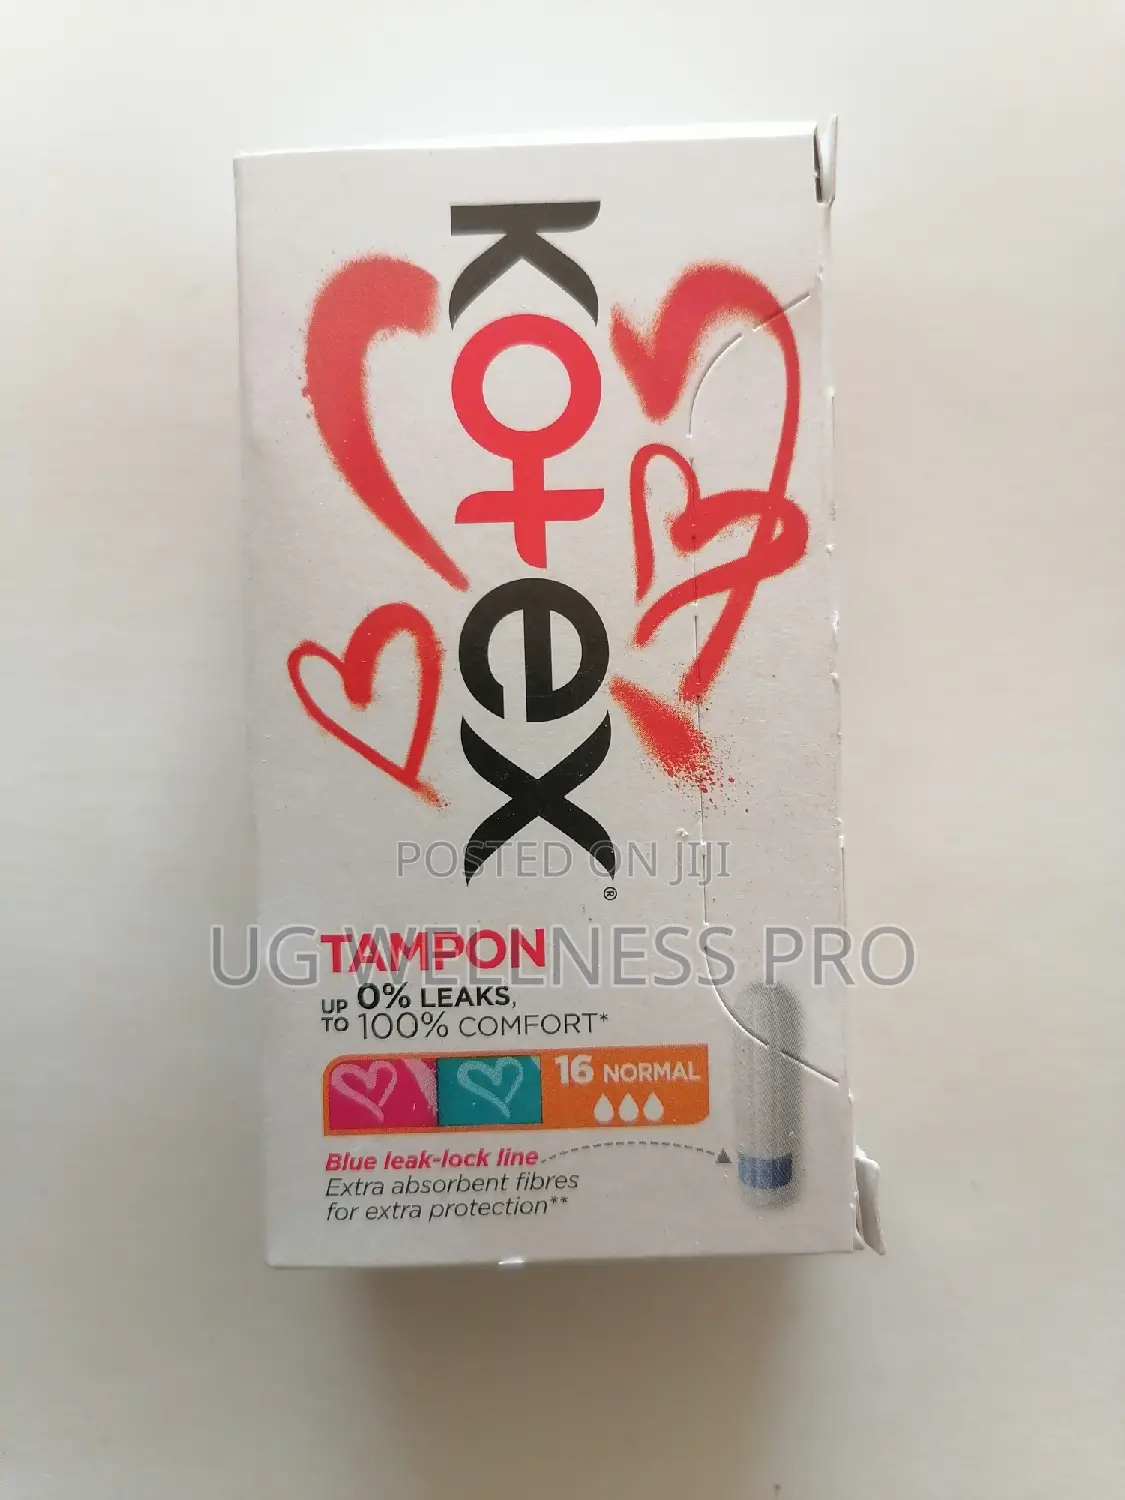 kotex®
POSTED ON JIJI
UG WELLNESS PRO
TAMPON
UP TO 0% LEAKS,
100% COMFORT*
16 NORMAL
Blue leak-lock line
Extra absorbent fibres
for extra protection**